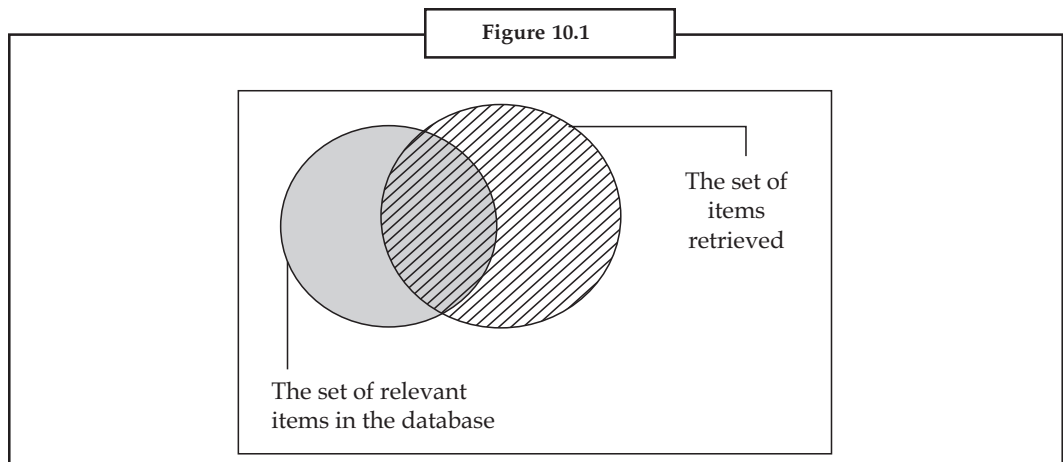 Figure 10.1
The set of
items
retrieved
The set of relevant
items in the database